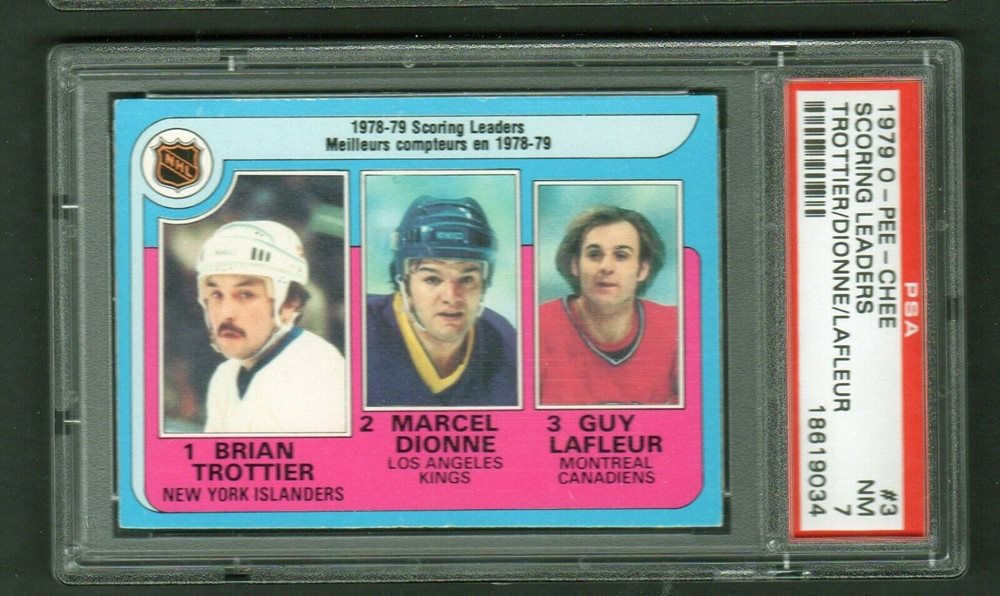 1978-79 Scoring Leaders
Meilleurs compteurs en 1978-79
NHL
1 BRIAN
TROTTIER
NEW YORK ISLANDERS
2 MARCEL
DIONNE
LOS ANGELES
KINGS
3 GUY
LAFLEUR
MONTREAL
CANADIENS
PSA
1979 O-PEE-CHEE #3
SCORING LEADERS NM
TROTTIER/DIONNE/LAFLEUR 7
18619034